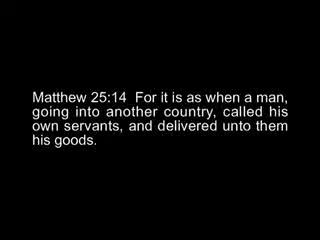 Matthew 25:14  For it is as when a man,
going into another country, called his
own servants, and delivered unto them
his goods.